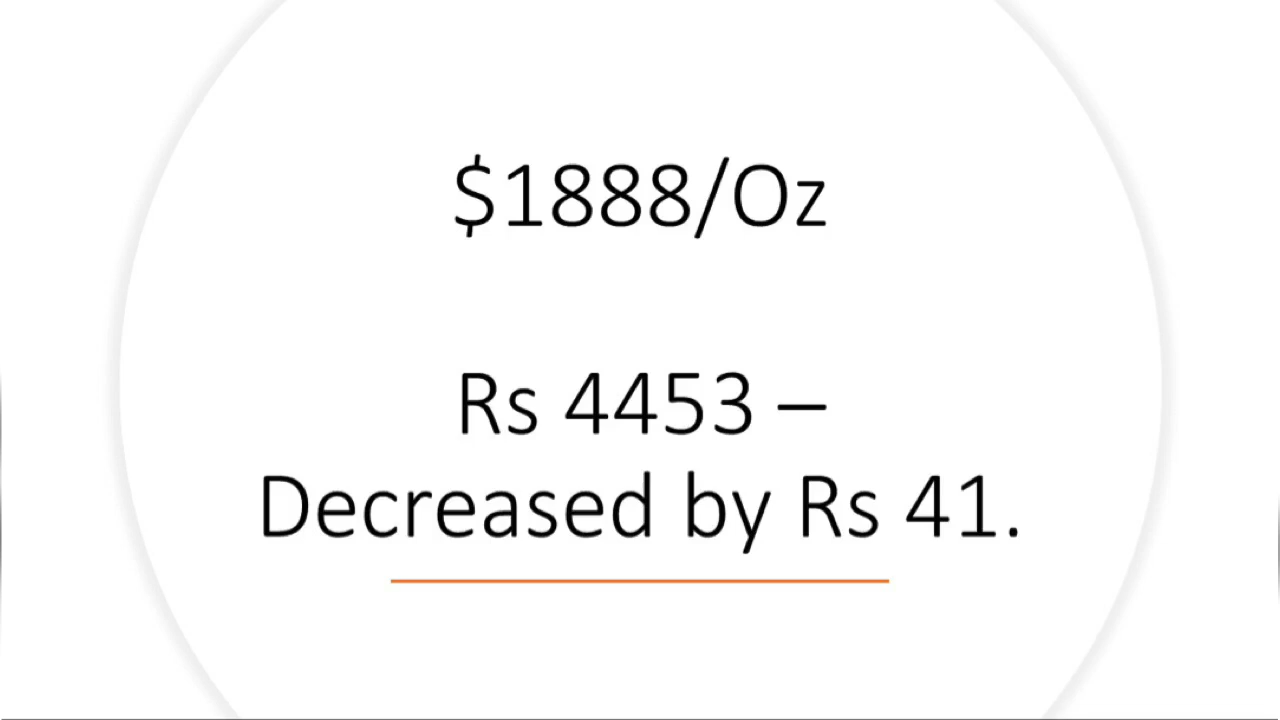 $1888/Oz
Rs 4453 –
Decreased by Rs 41.